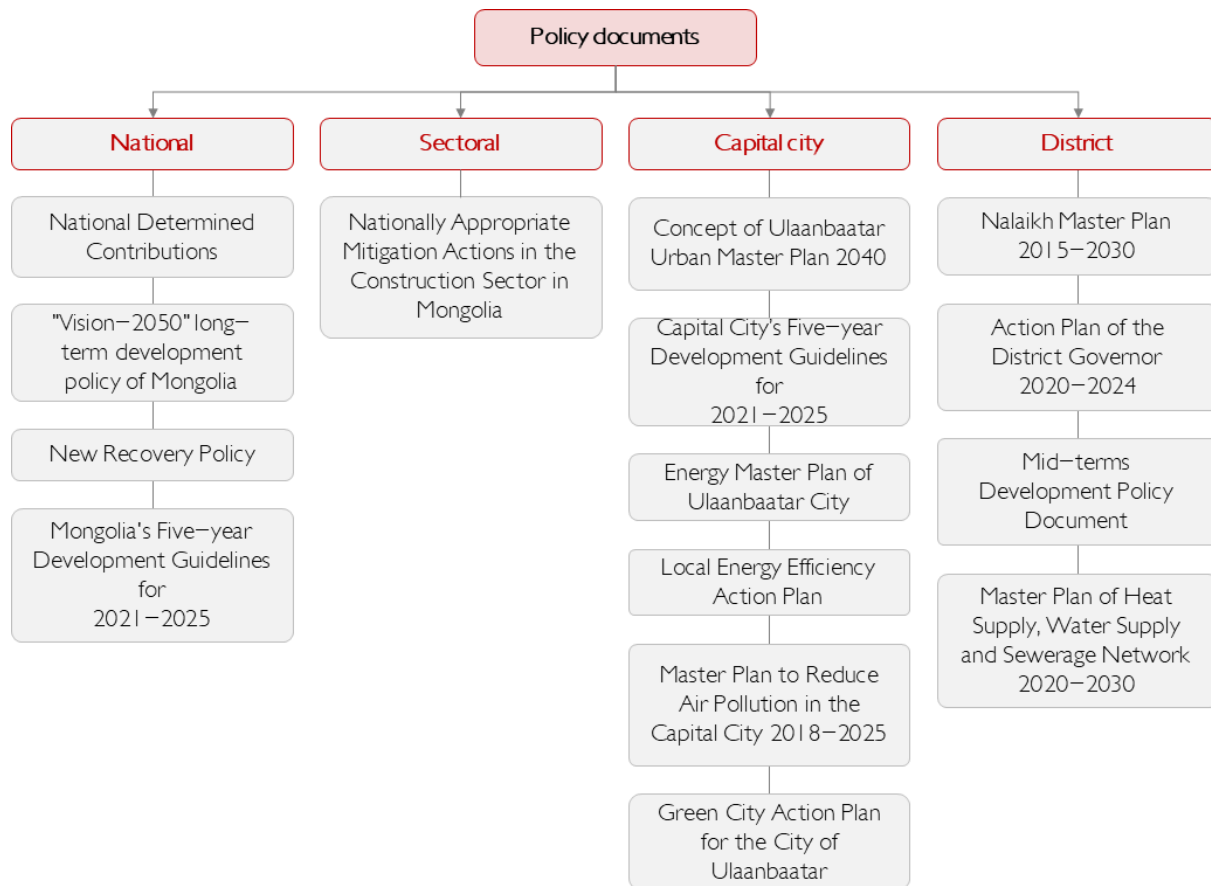 Policy documents
National
Sectoral
Capital city
District
National Determined
Contributions
"Vision-2050" long-
term development
policy of Mongolia
New Recovery Policy
Mongolia's Five-year
Development Guidelines
for
2021-2025
Nationally Appropriate
Mitigation Actions in the
Construction Sector in
Mongolia
Concept of Ulaanbaatar
Urban Master Plan 2040
Capital City's Five-year
Development Guidelines
for
2021-2025
Energy Master Plan of
Ulaanbaatar City
Local Energy Efficiency
Action Plan
Master Plan to Reduce
Air Pollution in the
Capital City 2018-2025
Green City Action Plan
for the City of
Ulaanbaatar
Nalaikh Master Plan
2015-2030
Action Plan of the
District Governor
2020-2024
Mid-terms
Development Policy
Document
Master Plan of Heat
Supply, Water Supply
and Sewerage Network
2020-2030